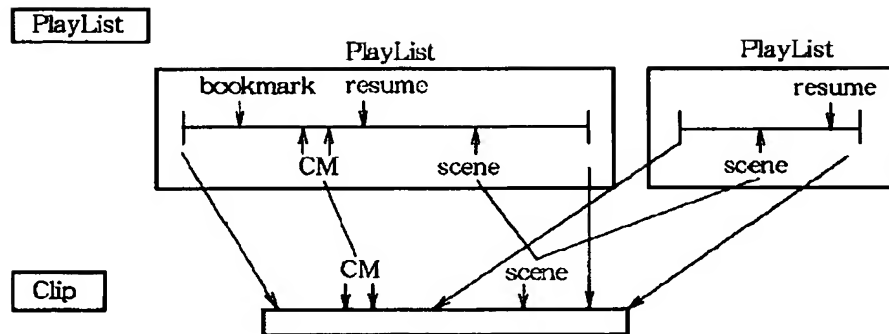 PlayList
PlayList
PlayList
bookmark resume
resume
CM
scene
scene
CM
scene
Clip